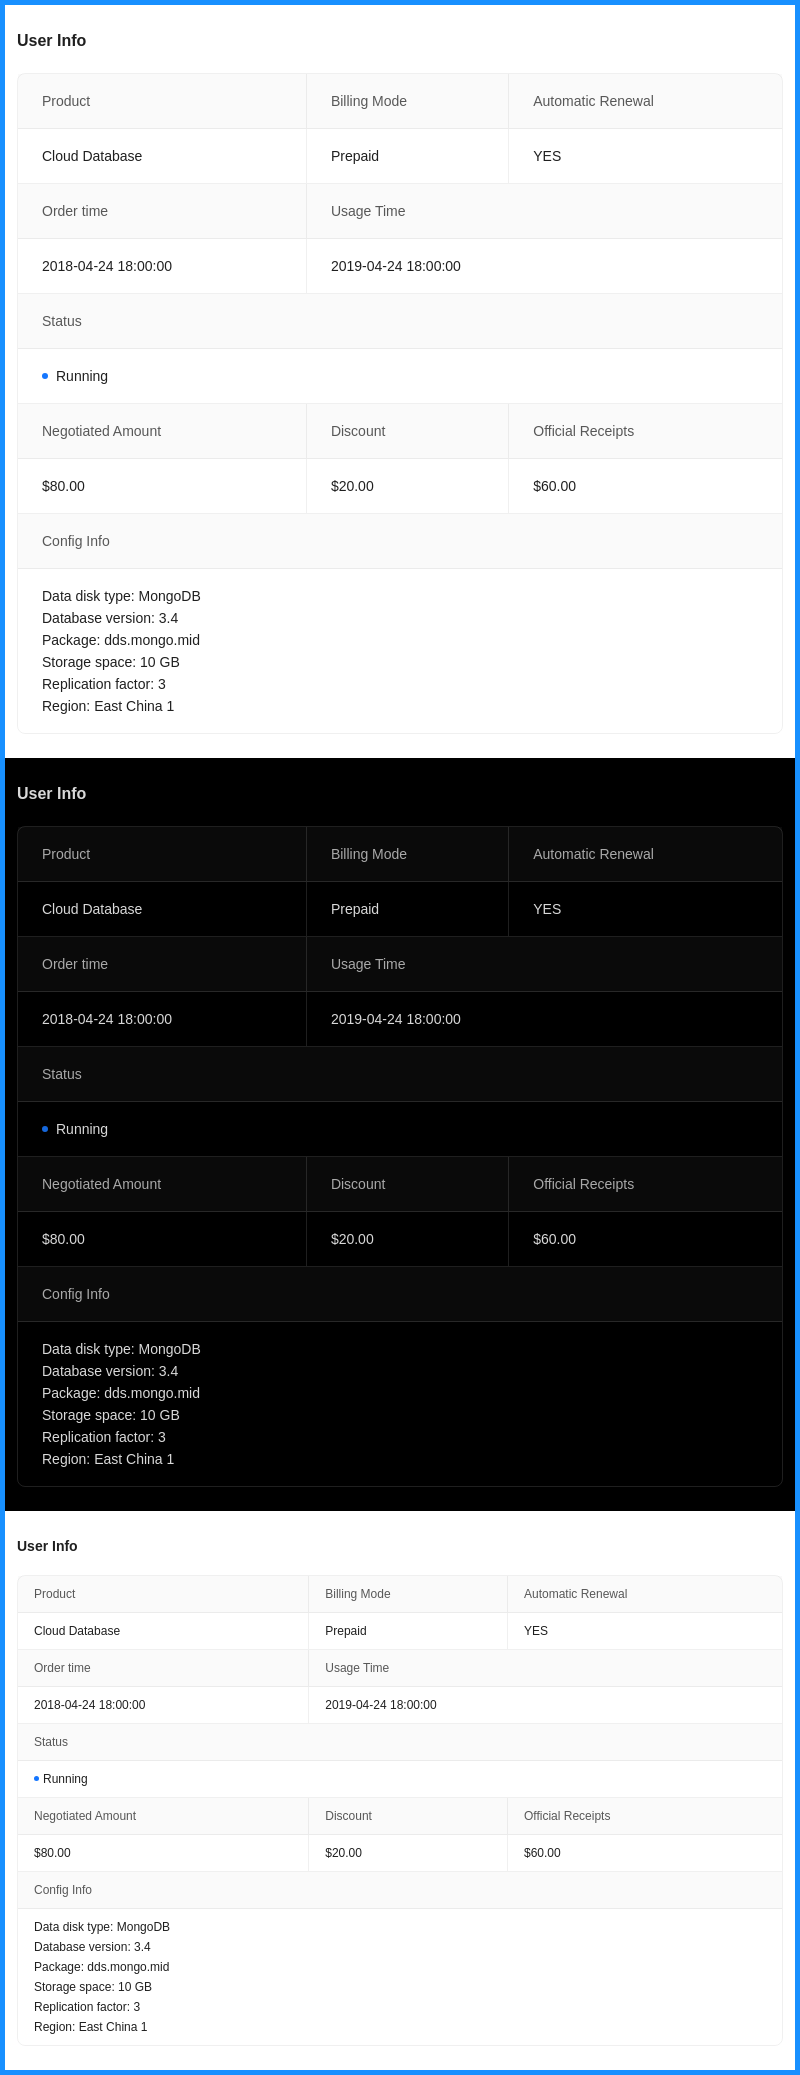 User Info
Product Billing Mode Automatic Renewal
Cloud Database Prepaid YES
Order time Usage Time
2018-04-24 18:00:00 2019-04-24 18:00:00
Status
Running
Negotiated Amount Discount Official Receipts
$80.00 $20.00 $60.00
Config Info
Data disk type: MongoDB
Database version: 3.4
Package: dds.mongo.mid
Storage space: 10 GB
Replication factor: 3
Region: East China 1
User Info
Product Billing Mode Automatic Renewal
Cloud Database Prepaid YES
Order time Usage Time
2018-04-24 18:00:00 2019-04-24 18:00:00
Status
Running
Negotiated Amount Discount Official Receipts
$80.00 $20.00 $60.00
Config Info
Data disk type: MongoDB
Database version: 3.4
Package: dds.mongo.mid
Storage space: 10 GB
Replication factor: 3
Region: East China 1
User Info
Product Billing Mode Automatic Renewal
Cloud Database Prepaid YES
Order time Usage Time
2018-04-24 18:00:00 2019-04-24 18:00:00
Status
Running
Negotiated Amount Discount Official Receipts
$80.00 $20.00 $60.00
Config Info
Data disk type: MongoDB
Database version: 3.4
Package: dds.mongo.mid
Storage space: 10 GB
Replication factor: 3
Region: East China 1